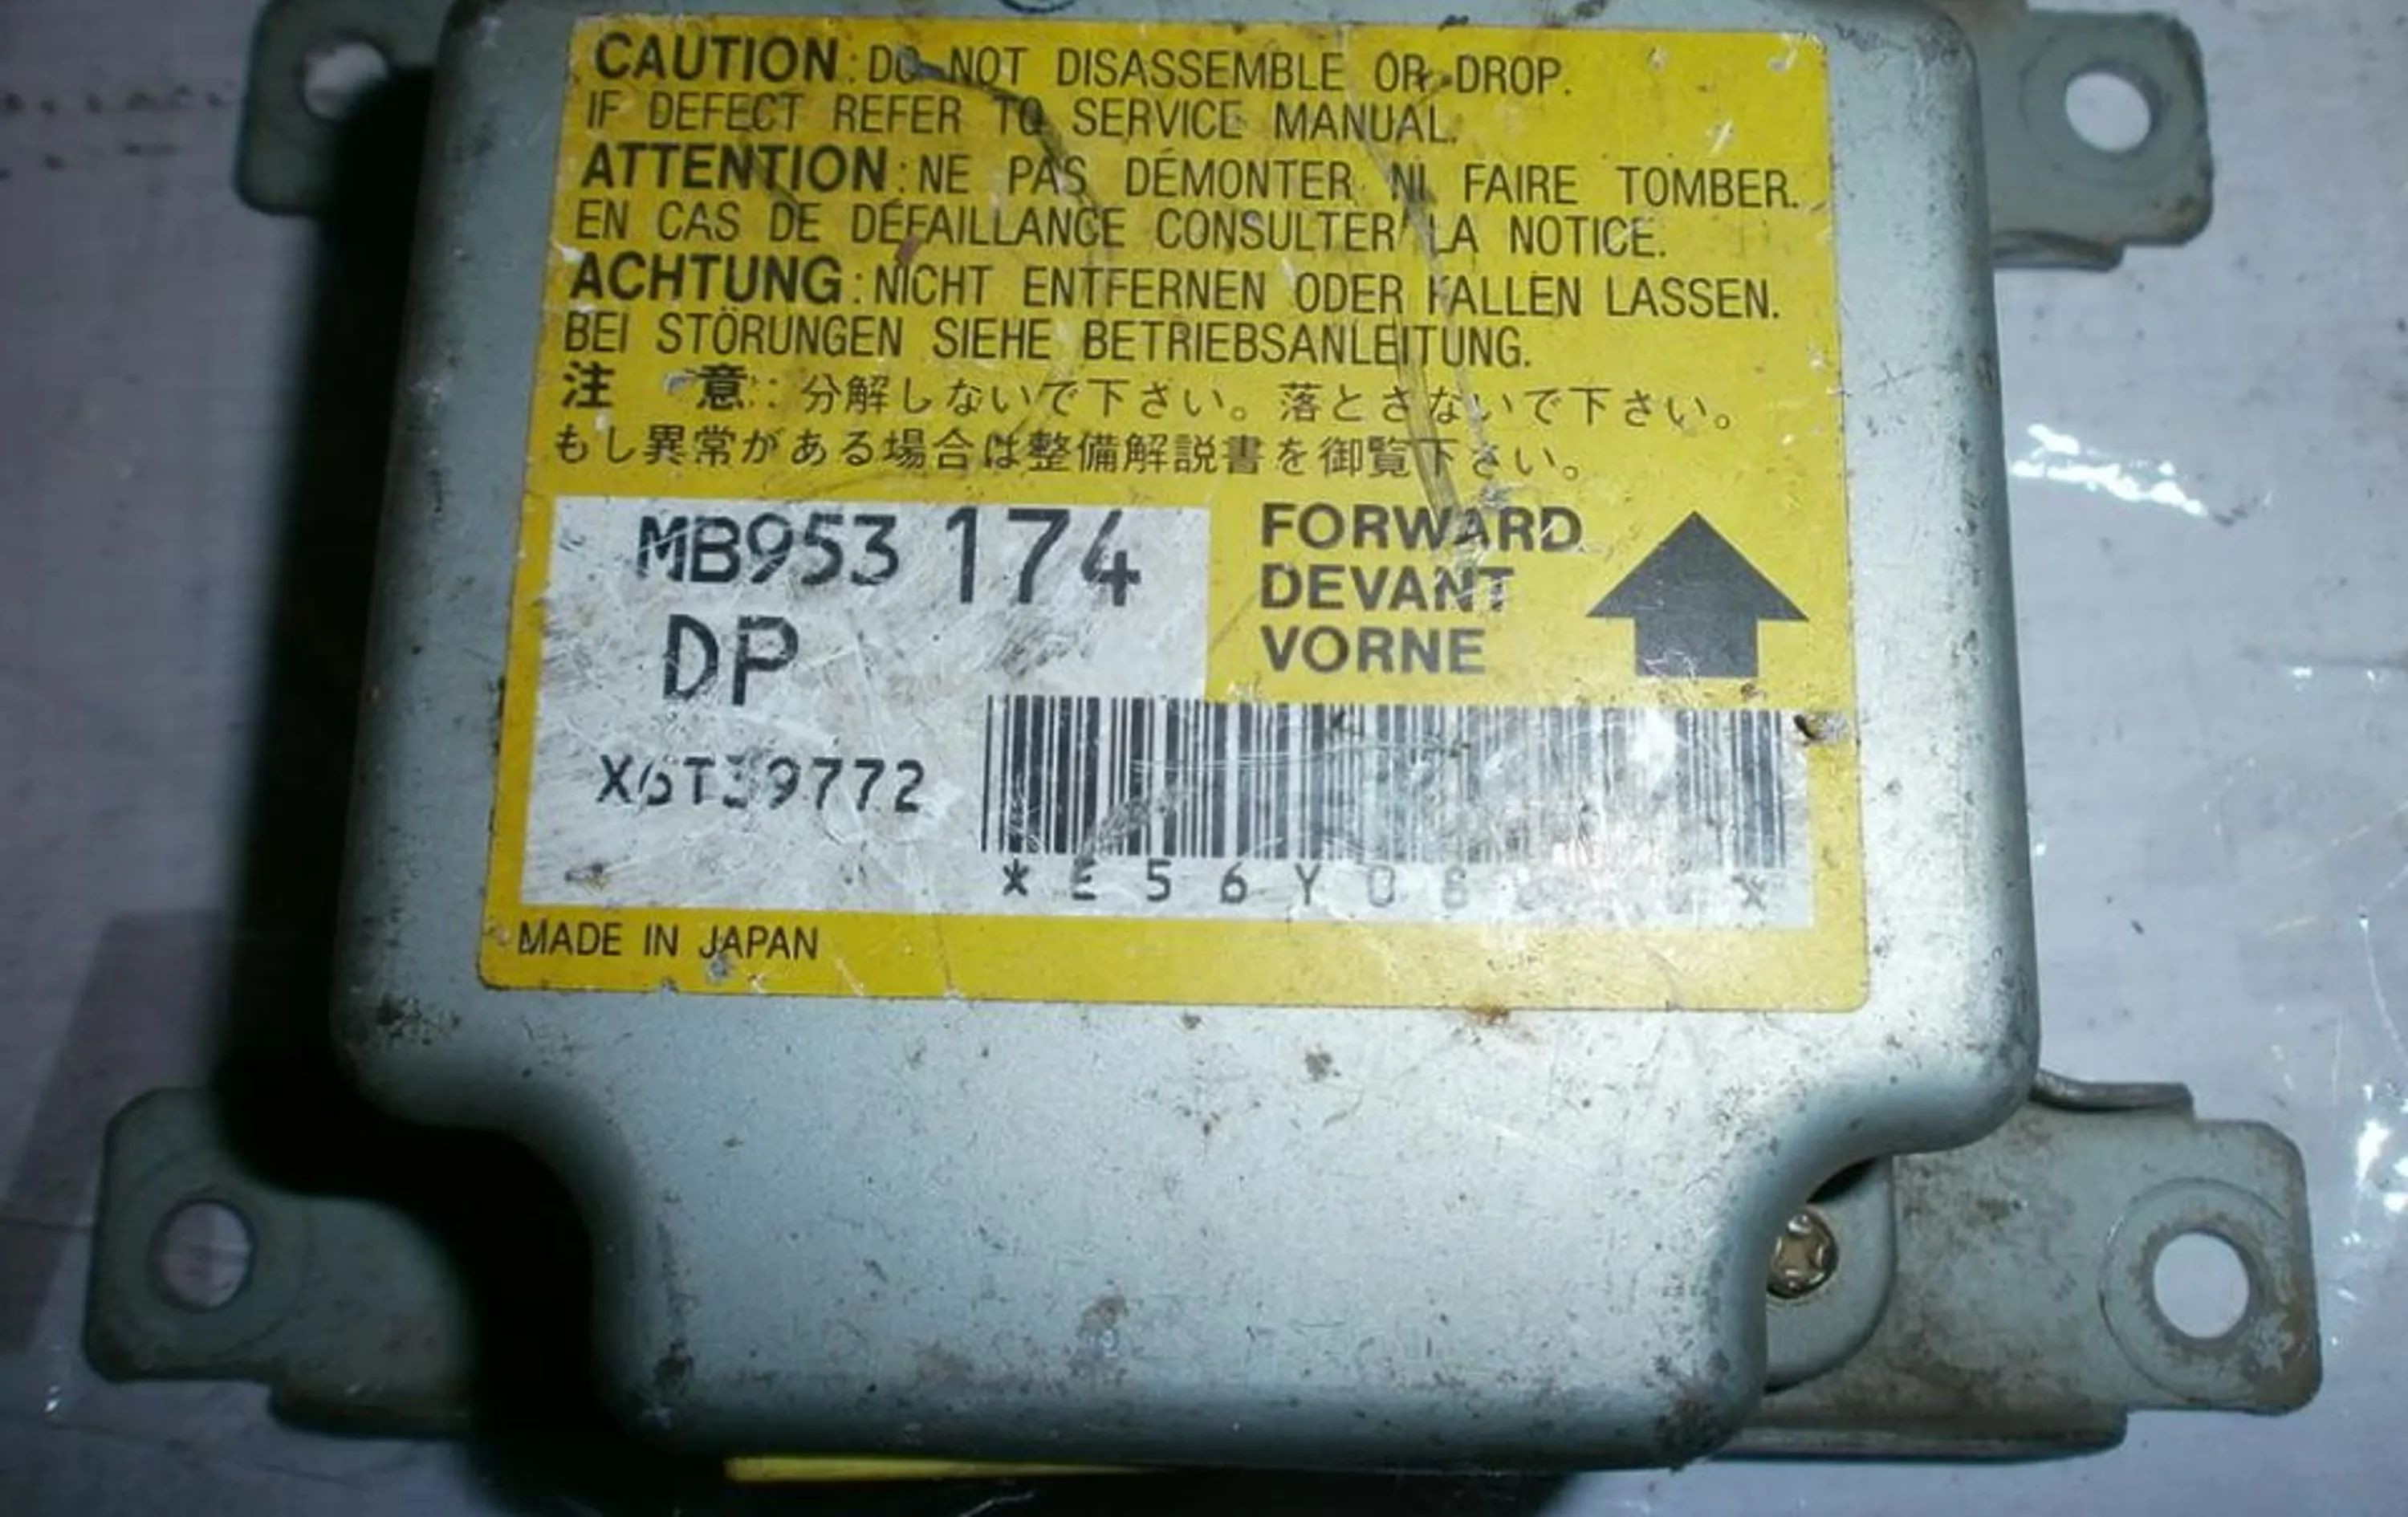 CAUTION:DO NOT DISASSEMBLE OR DROP.
IF DEFECT REFER TO SERVICE MANUAL.
ATTENTION:NE PAS DÉMONTER NI FAIRE TOMBER.
EN CAS DE DÉFAILLANCE CONSULTER LA NOTICE.
ACHTUNG:NICHT ENTFERNEN ODER FALLEN LASSEN.
BEI STÖRUNGEN SIEHE BETRIEBSANLEITUNG.
注 意:分解しないで下さい。落とさないで下さい。
もし異常がある場合は整備解説書を御覧下さい。
MB953 174
DP
FORWARD
DEVANT
VORNE
X6T39772
MADE IN JAPAN